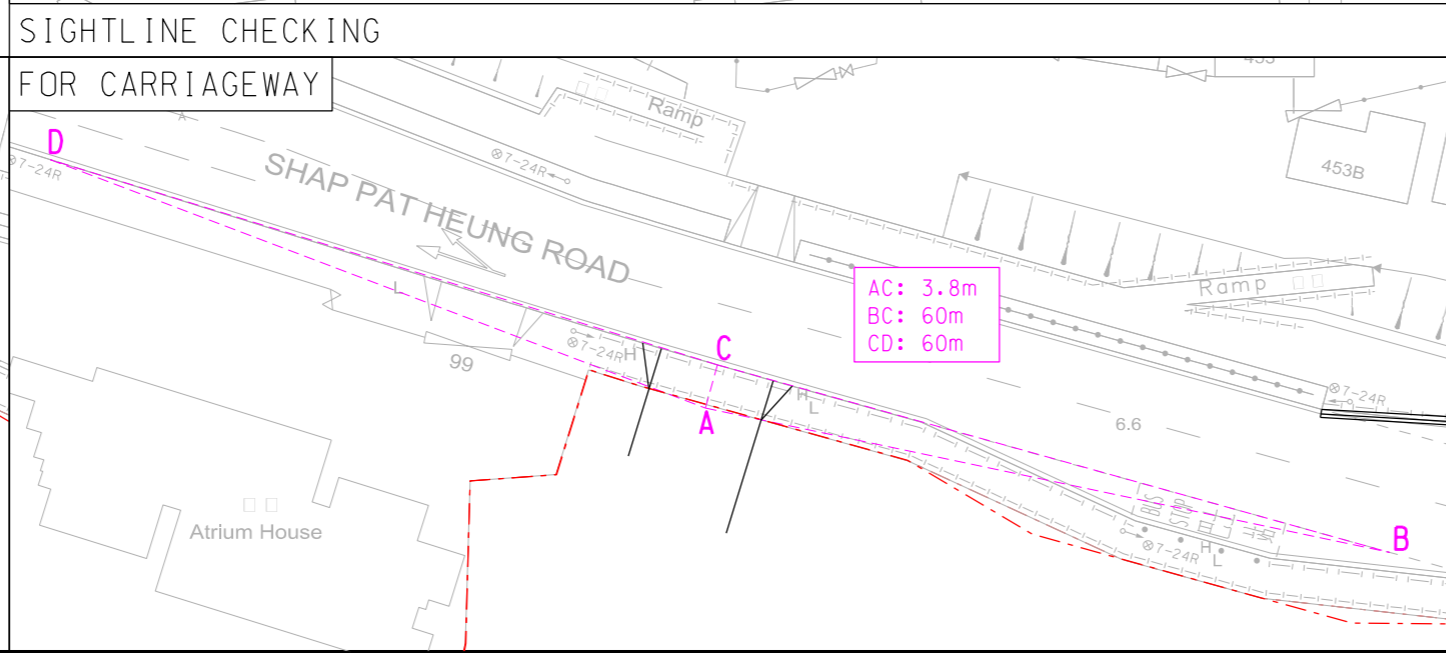 SIGHTLINE CHECKING
FOR CARRIAGEWAY
D
A
⊗7-24R
Ramp
⊗7-24R
SHAP PAT HEUNG ROAD
453B
L
AC: 3.8m
BC: 60m
CD: 60m
Ramp
99
⊗7-24R
H
C
H
L
A
⊗7-24R
6.6
Atrium House
B
⊗7-24R
H
L